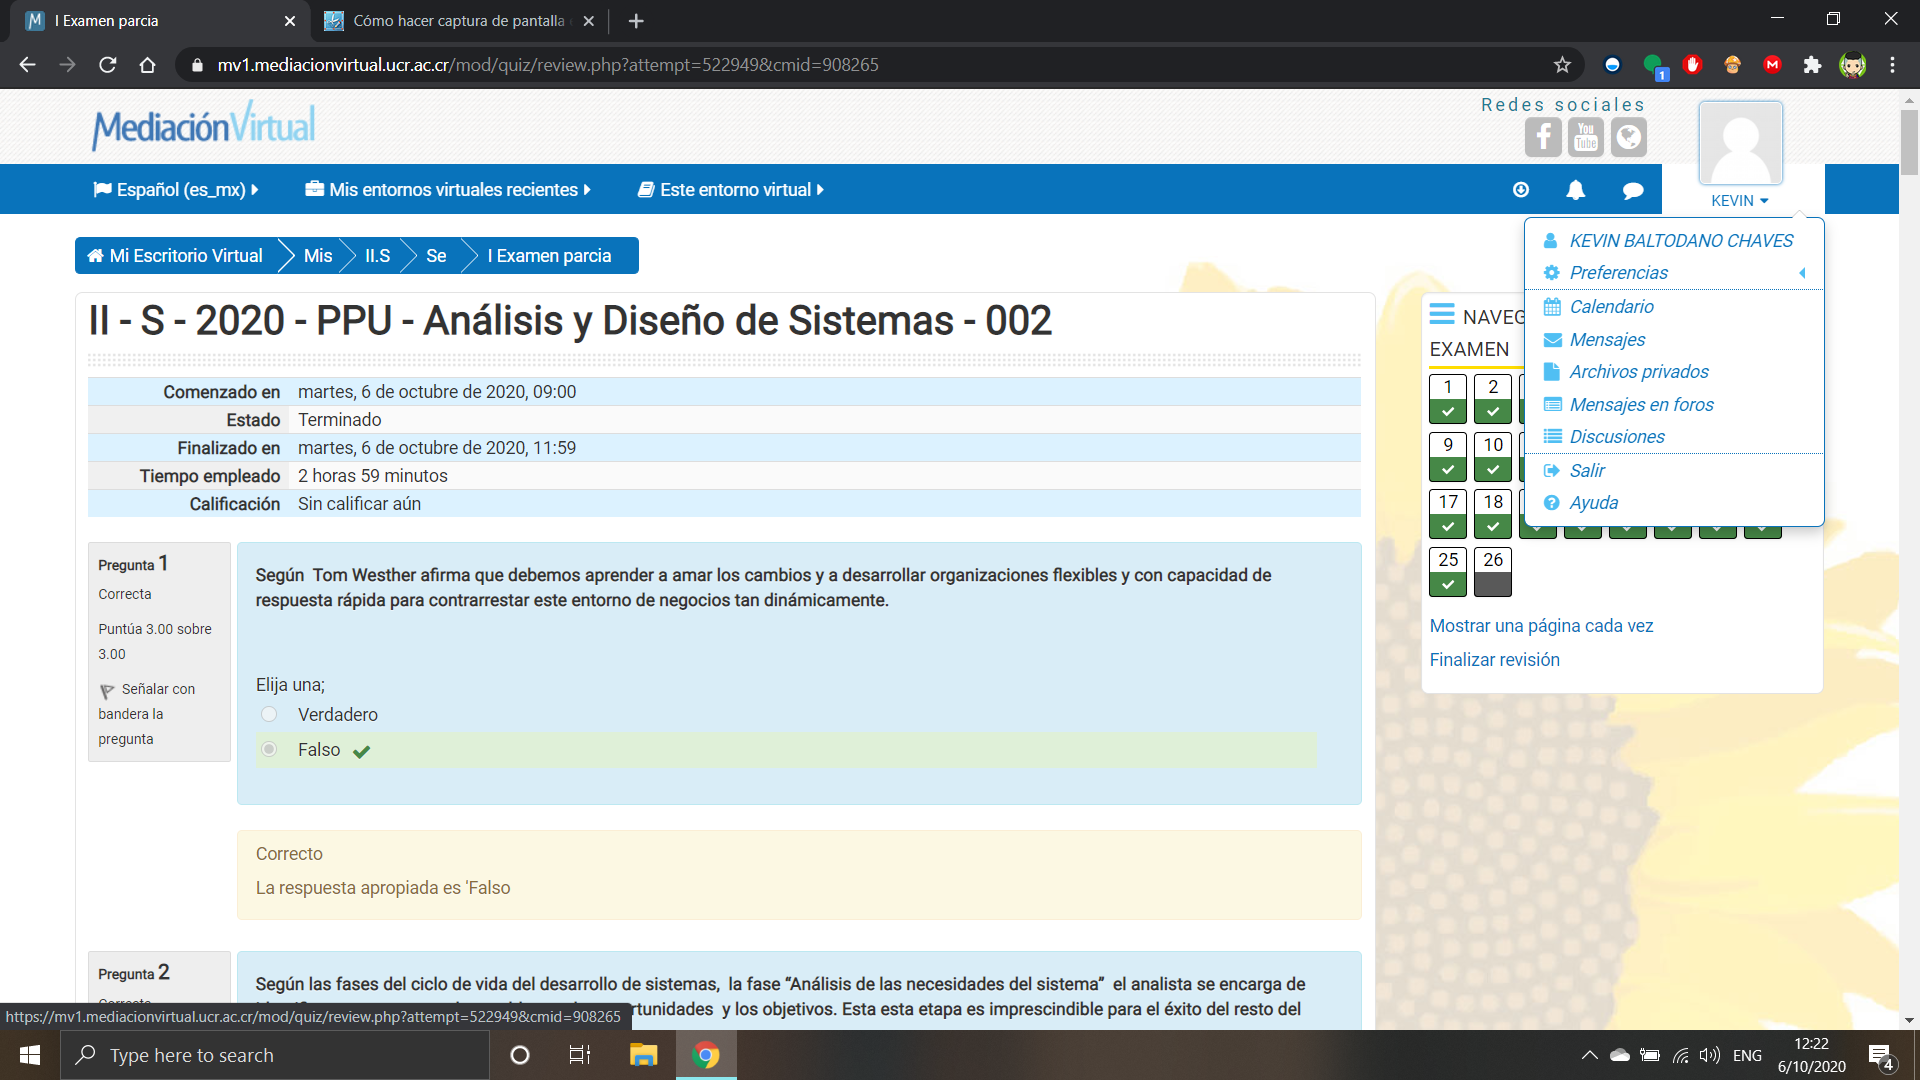 I Examen parcia
Cómo hacer captura de pantalla
mv1.mediacionvirtual.ucr.ac.cr/mod/quiz/review.php?attempt=522949&cmid=908265
1
Redes sociales
MediaciónVirtual
You
Tube
Español (es_mx)
Mis entornos virtuales recientes
Este entorno virtual
KEVIN
Mi Escritorio Virtual
Mis
II.S
Se
I Examen parcia
KEVIN BALTODANO CHAVES
Preferencias
Calendario
Mensajes
Archivos privados
Mensajes en foros
Discusiones
Salir
Ayuda
II - S - 2020 - PPU - Análisis y Diseño de Sistemas - 002
Comenzado en martes, 6 de octubre de 2020, 09:00
Estado Terminado
Finalizado en martes, 6 de octubre de 2020, 11:59
Tiempo empleado 2 horas 59 minutos
Calificación Sin calificar aún
EXAMEN
1 2
9 10
17 18
25 26
Mostrar una página cada vez
Finalizar revisión
Pregunta 1
Correcta
Puntúa 3.00 sobre
3.00
Señalar con
bandera la
pregunta
Según Tom Westher afirma que debemos aprender a amar los cambios y a desarrollar organizaciones flexibles y con capacidad de
respuesta rápida para contrarrestar este entorno de negocios tan dinámicamente.
Elija una;
Verdadero
Falso
Correcto
La respuesta apropiada es 'Falso
Pregunta 2
Según las fases del ciclo de vida del desarrollo de sistemas, la fase “Análisis de las necesidades del sistema” el analista se encarga de
y los objetivos. Esta esta etapa es imprescindible para el éxito del resto del
https://mv1.mediacionvirtual.ucr.ac.cr/mod/quiz/review.php?attempt=522949&cmid=908265
Type here to search
ENG
12:22
6/10/2020
4